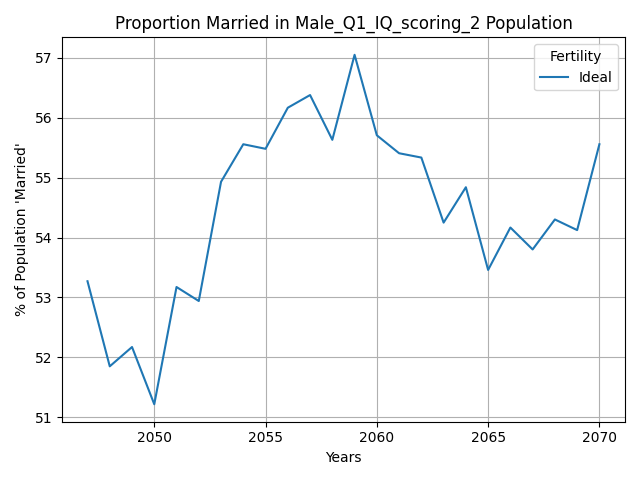 Proportion Married in Male_Q1_IQ_scoring_2 Population
Fertility
Ideal
% of Population 'Married'
57
56
55
54
53
52
51
2050
2055
2060
2065
2070
Years